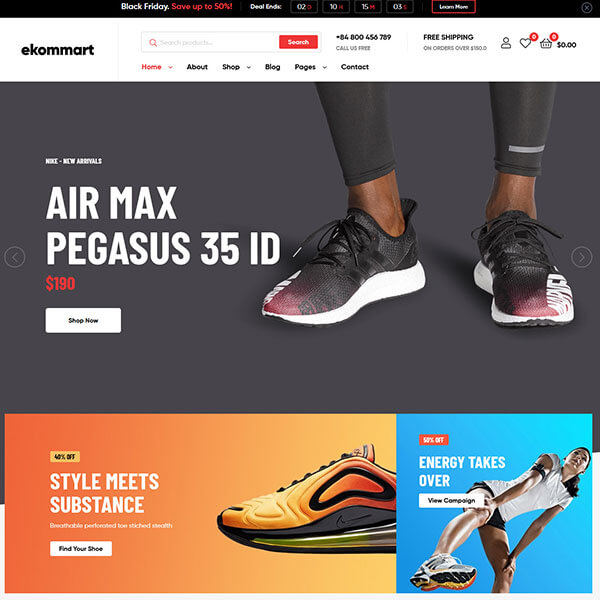 Black Friday. Save up to 50%! Deal Ends: 02 D 10 H 15 M 03 S Learn More
ekommart
Search products... Search
+84 800 456 789
CALL US FREE
FREE SHIPPING
ON ORDERS OVER $150.0
0 0 $0.00
Home About Shop Blog Pages Contact
NIKE - NEW ARRIVALS
AIR MAX
PEGASUS 35 ID
$190
Shop Now
40% OFF
STYLE MEETS
SUBSTANCE
Breathable perforated toe stiched stealth
Find Your Shoe
50% OFF
ENERGY TAKES
OVER
View Campaign